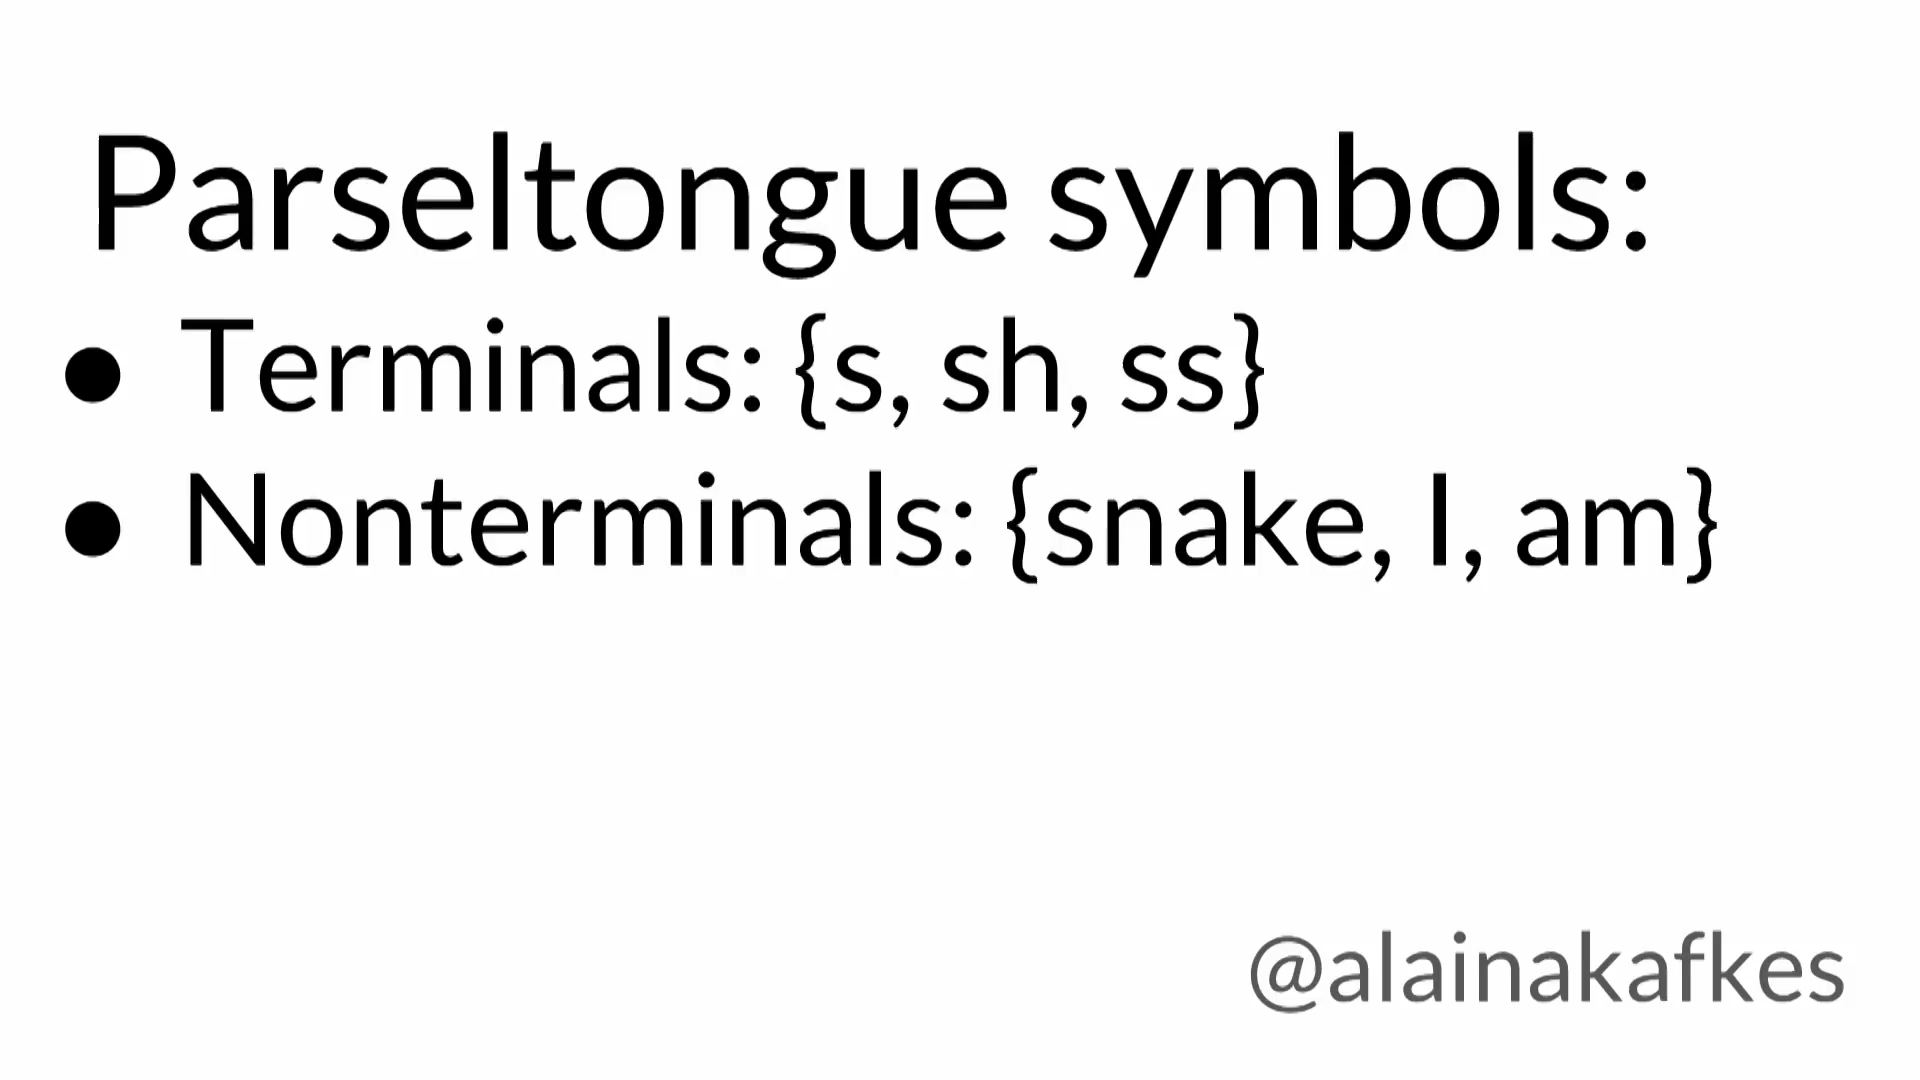 Parseltongue symbols:
● Terminals: {s, sh, ss}
● Nonterminals: {snake, I, am}
@alainakafkes